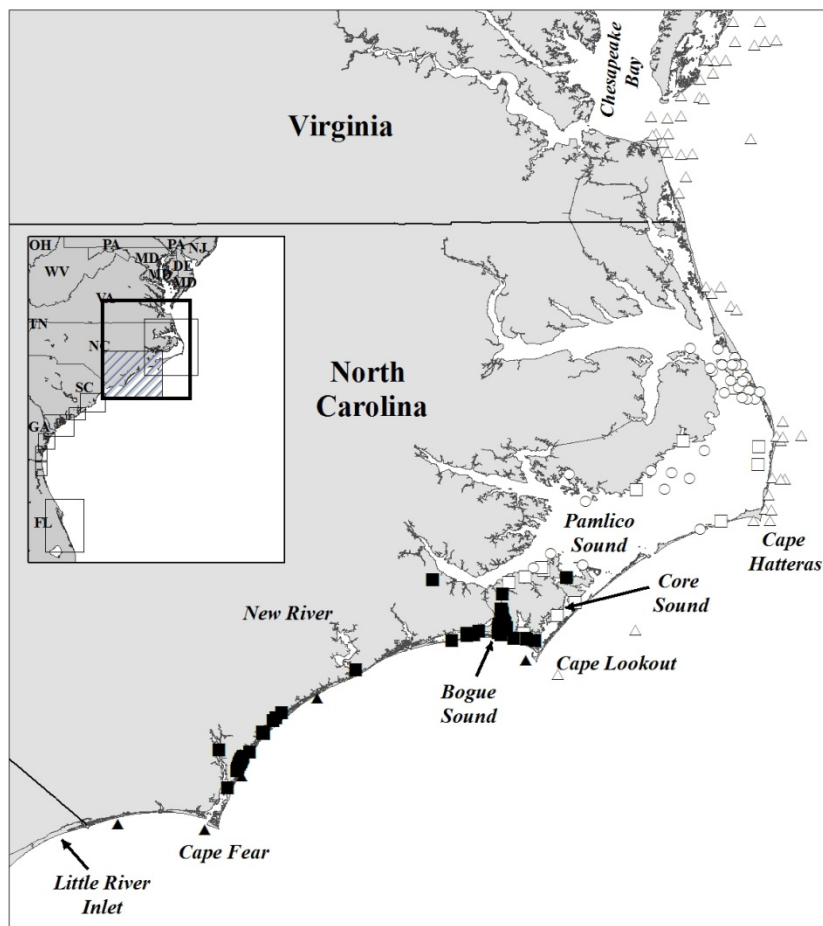 Chesapeake
Bay
Virginia
OH
PA
PA
NJ
MD
WV
DE
MD
MD
VA
TN
NC
SC
GA
FL
North
Carolina
Pamlico
Sound
Cape
Hatteras
Core
Sound
New River
Cape Lookout
Bogue
Sound
Cape Fear
Little River
Inlet